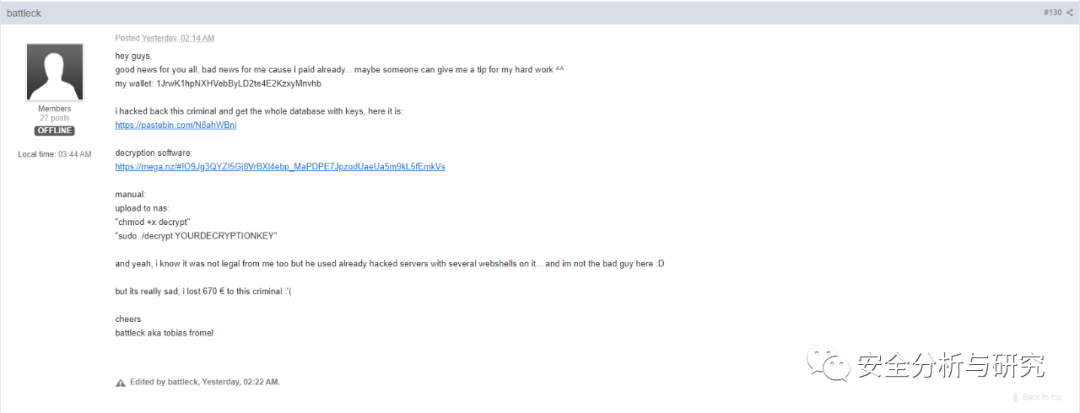 battleck
#130
Posted Yesterday, 02:14 AM
hey guys,
good news for you all, bad news for me cause i paid already... maybe someone can give me a tip for my hard work ^^
my wallet: 1JrwK1hpNXHVebByLD2te4E2KzxyMnvhb
i hacked back this criminal and get the whole database with keys, here it is:
https://pastebin.com/N8ahWBni
decryption software:
https://mega.nz/#!O9Jg3QYZ!5Gj8VrBXl4ebp_MaPDPE7JpzqdUaeUa5m9kL5fEmkVs
manual:
upload to nas:
"chmod +x decrypt"
"sudo ./decrypt YOURDECRYPTIONKEY"
and yeah, i know it was not legal from me too but he used already hacked servers with several webshells on it... and im not the bad guy here :D
but its really sad, i lost 670 € to this criminal :'(
cheers
battleck aka tobias frömel
Members
27 posts
OFFLINE
Local time: 03:44 AM
Edited by battleck, Yesterday, 02:22 AM.
安全分析与研究
Back to top